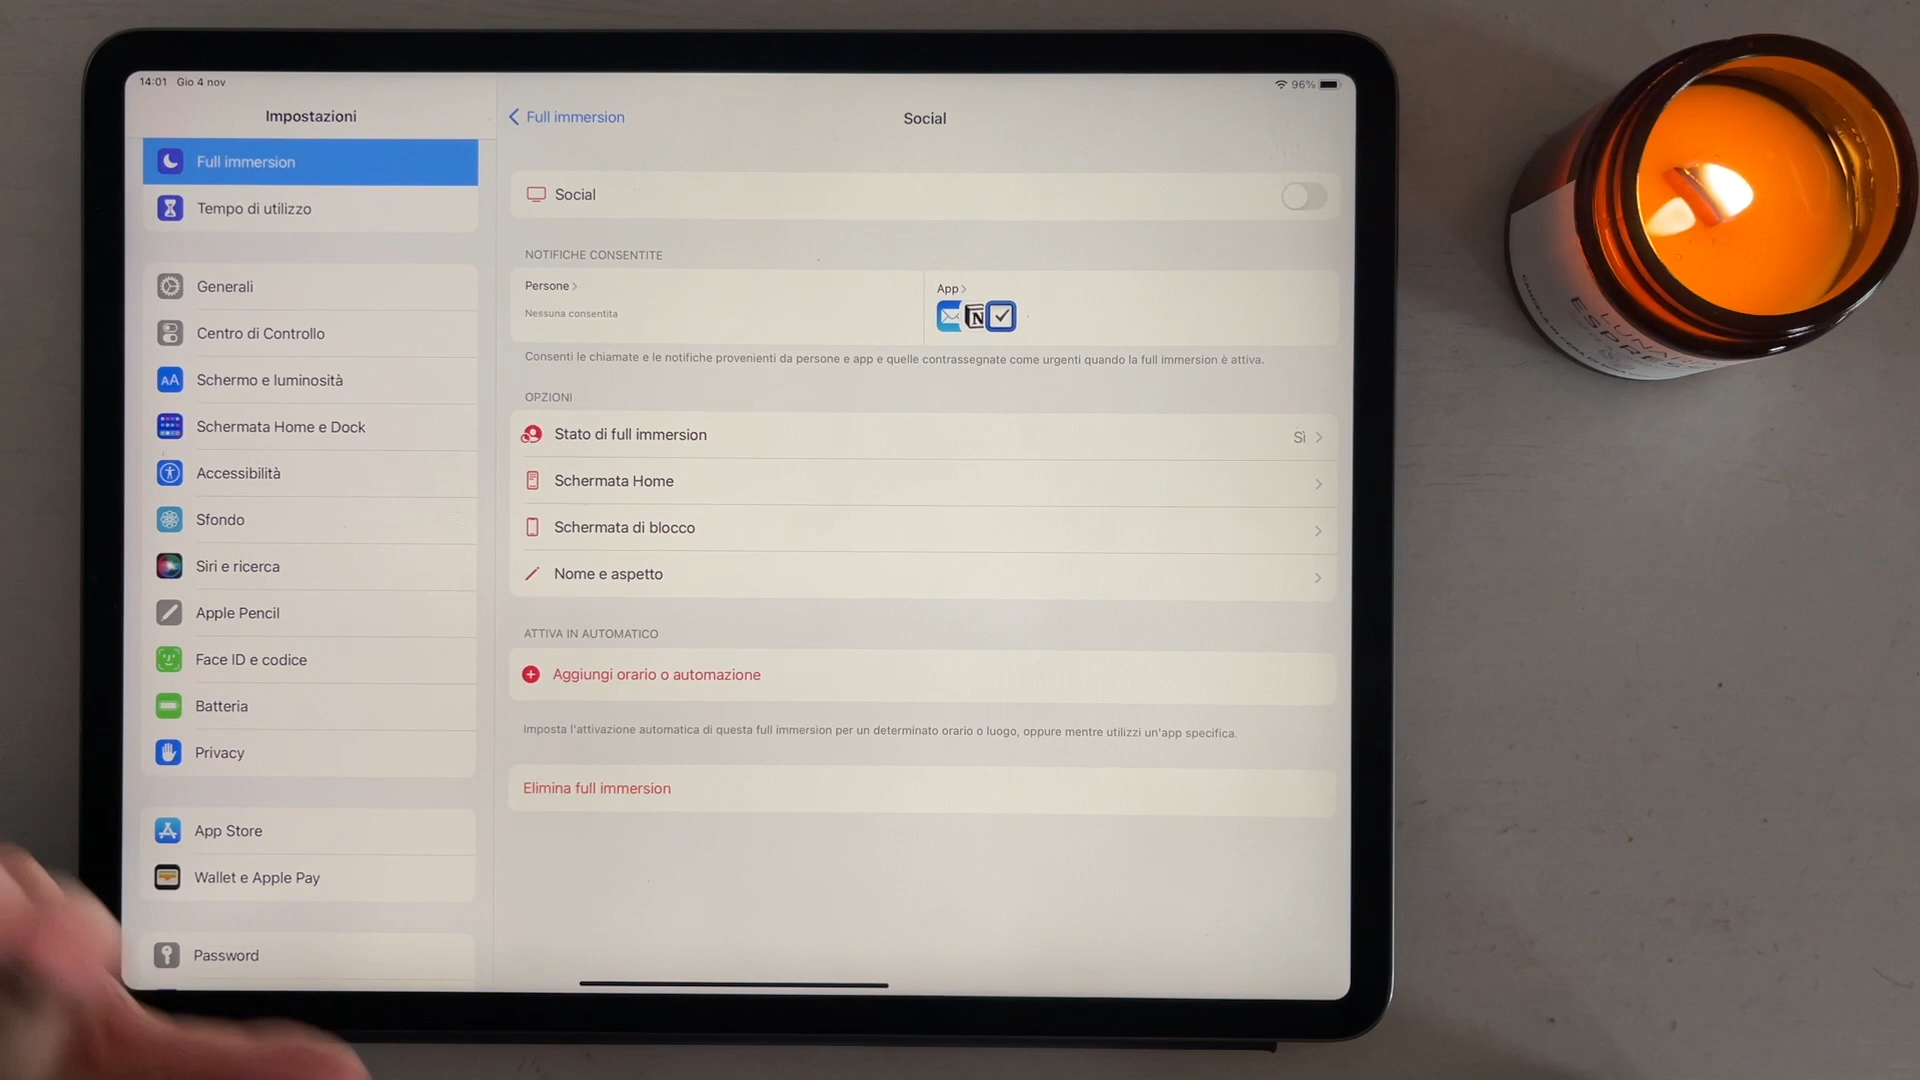 14:01 Gio 4 nov
96%
Impostazioni
Full immersion
Tempo di utilizzo
Generali
Centro di Controllo
AA
Schermo e luminosità
Schermata Home e Dock
Accessibilità
Sfondo
Siri e ricerca
Apple Pencil
Face ID e codice
Batteria
Privacy
App Store
Wallet e Apple Pay
Password
Full immersion
Social
Social
NOTIFICHE CONSENTITE
Persone
Nessuna consentita
App
N
Consenti le chiamate e le notifiche provenienti da persone e app e quelle contrassegnate come urgenti quando la full immersion è attiva.
OPZIONI
Stato di full immersion
Sì
Schermata Home
Schermata di blocco
Nome e aspetto
ATTIVA IN AUTOMATICO
Aggiungi orario o automazione
Imposta l'attivazione automatica di questa full immersion per un determinato orario o luogo, oppure mentre utilizzi un'app specifica.
Elimina full immersion